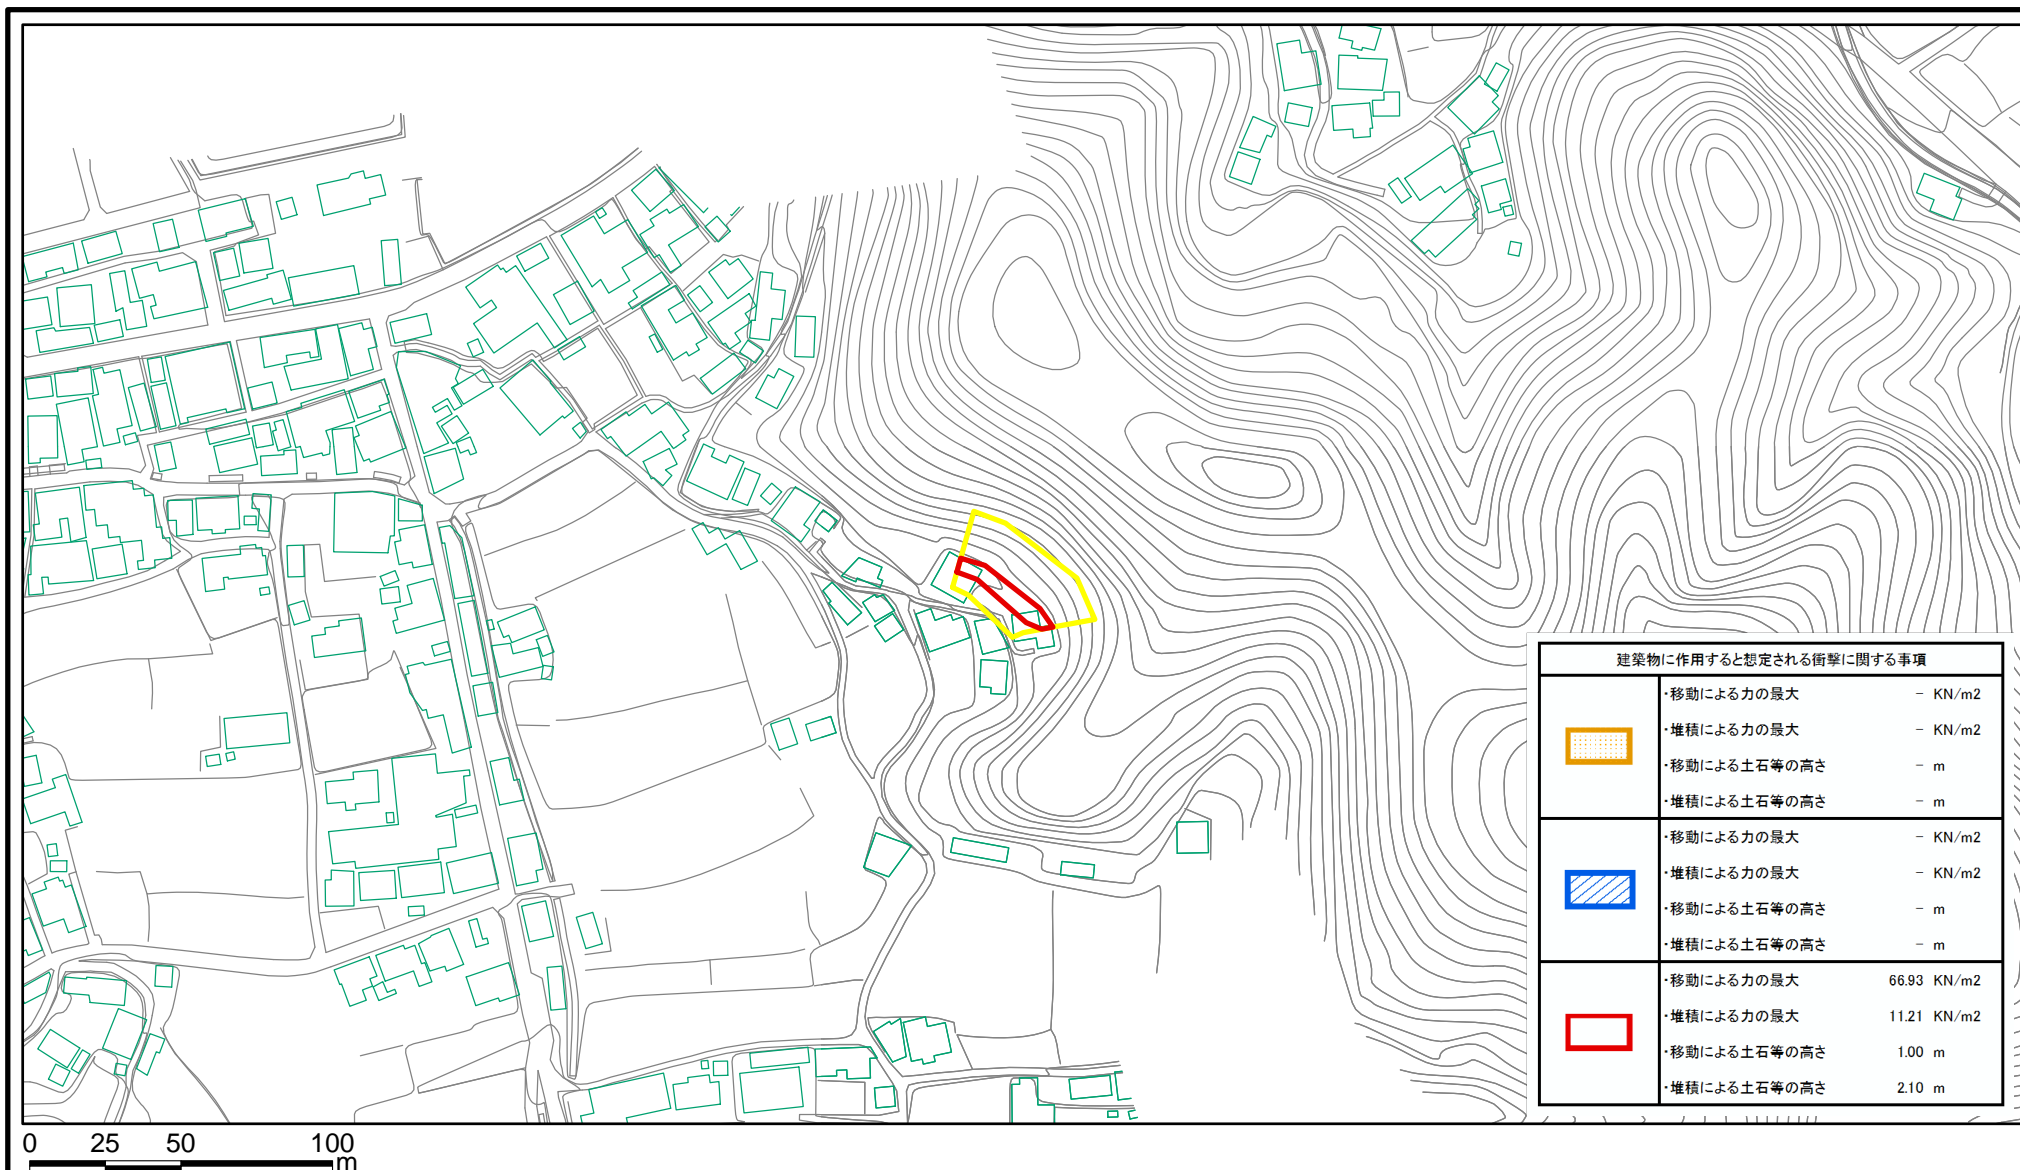 建築物に作用すると想定される衝撃に関する事項
・移動による力の最大 － KN/m2
・堆積による力の最大 － KN/m2
・移動による土石等の高さ － m
・堆積による土石等の高さ － m
・移動による力の最大 － KN/m2
・堆積による力の最大 － KN/m2
・移動による土石等の高さ － m
・堆積による土石等の高さ － m
・移動による力の最大 66.93 KN/m2
・堆積による力の最大 11.21 KN/m2
・移動による土石等の高さ 1.00 m
・堆積による土石等の高さ 2.10 m
0 25 50 100
m